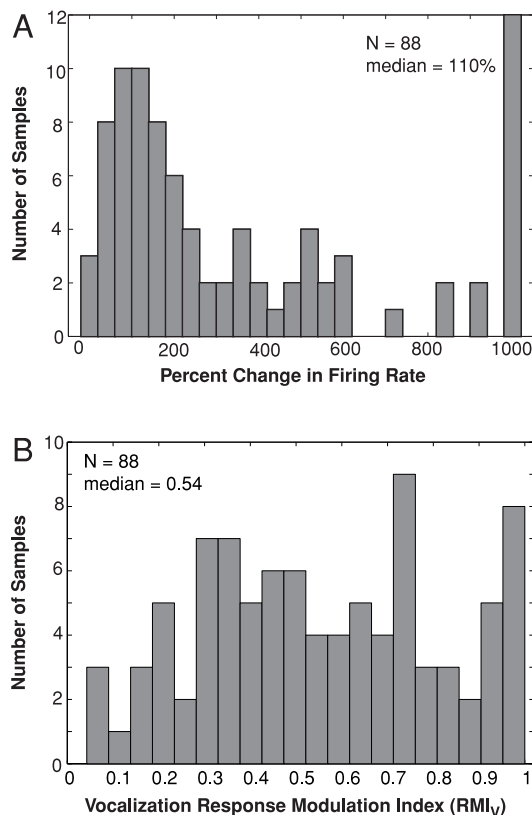 A
N = 88
median = 110%
Number of Samples
12
10
8
6
4
2
0
0 200 400 600 800 1000
Percent Change in Firing Rate
B
N = 88
median = 0.54
Number of Samples
10
8
6
4
2
0
0 0.1 0.2 0.3 0.4 0.5 0.6 0.7 0.8 0.9 1
Vocalization Response Modulation Index (RMIV)